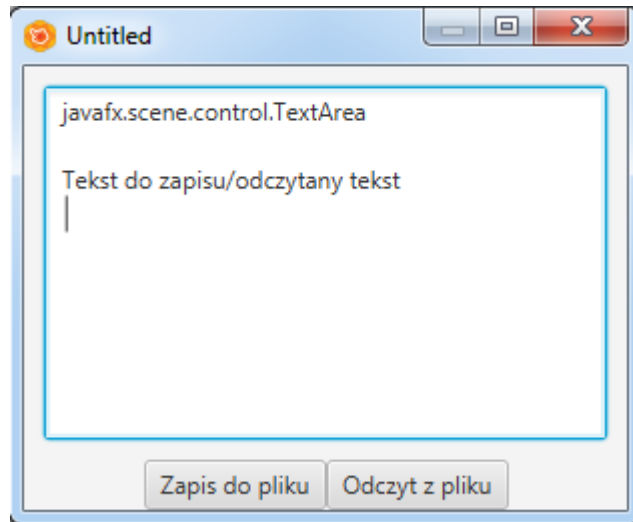 Untitled
javafx.scene.control.TextArea
Tekst do zapisu/odczytany tekst
Zapis do pliku Odczyt z pliku